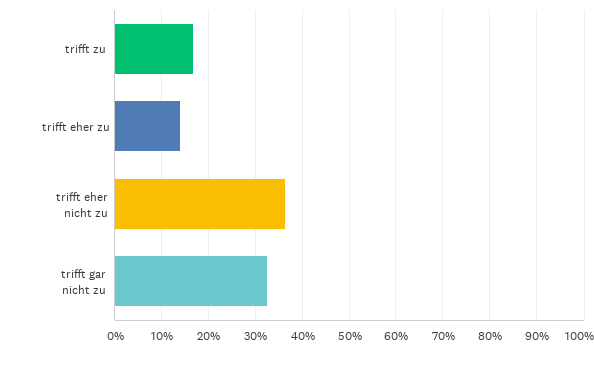 trifft zu
trifft eher zu
trifft eher
nicht zu
trifft gar
nicht zu
0% 10% 20% 30% 40% 50% 60% 70% 80% 90% 100%